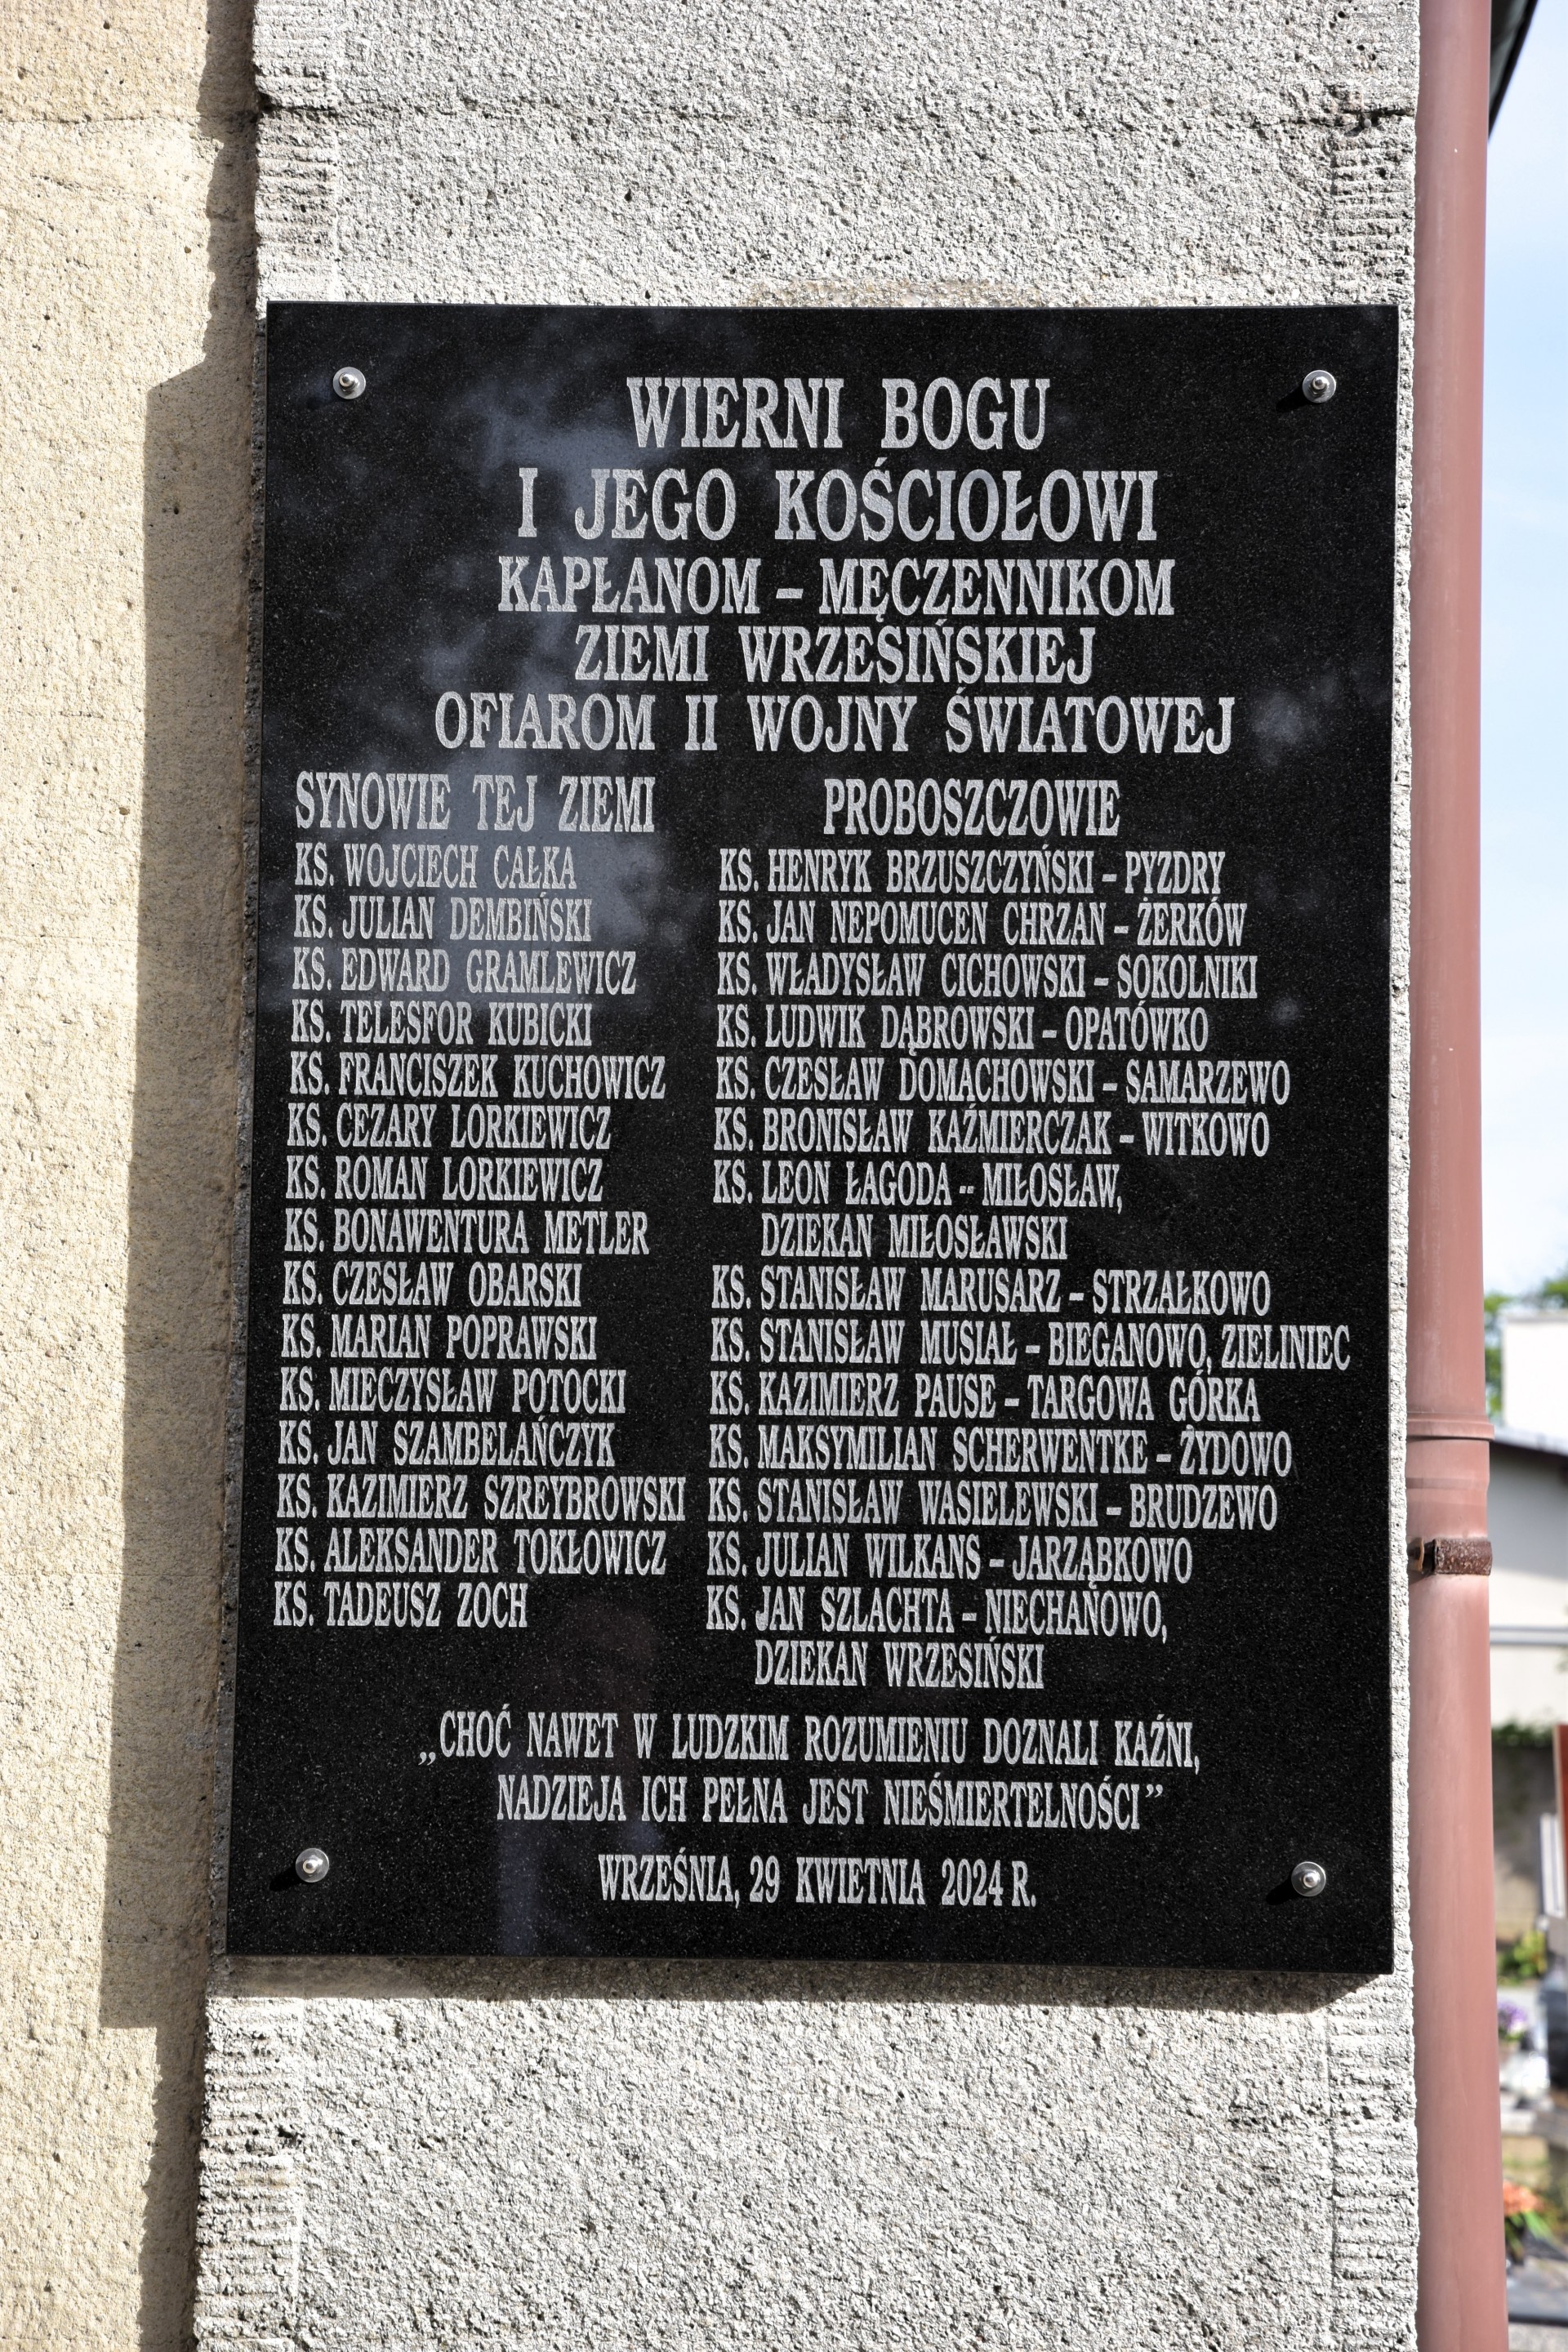 WIERNI BOGU
I JEGO KOŚCIOŁOWI
KAPŁANOM – MĘCZENNIKOM
ZIEMI WRZESIŃSKIEJ
OFIAROM II WOJNY ŚWIATOWEJ
SYNOWIE TEJ ZIEMI
KS. WOJCIECH CAŁKA
KS. JULIAN DEMBIŃSKI
KS. EDWARD GRAMLEWICZ
KS. TELESFOR KUBICKI
KS. FRANCISZEK KUCHOWICZ
KS. CEZARY LORKIEWICZ
KS. ROMAN LORKIEWICZ
KS. BONAWENTURA METLER
KS. CZESŁAW OBARSKI
KS. MARIAN POPRAWSKI
KS. MIECZYSŁAW POTOCKI
KS. JAN SZAMBELAŃCZYK
KS. KAZIMIERZ SZREYBROWSKI
KS. ALEKSANDER TOKŁOWICZ
KS. TADEUSZ ZOCH
PROBOSZCZOWIE
KS. HENRYK BRZUSZCZYŃSKI – PYZDRY
KS. JAN NEPOMUCEN CHRZAN – ŻERKÓW
KS. WŁADYSŁAW CICHOWSKI – SOKOLNIKI
KS. LUDWIK DĄBROWSKI – OPATÓWKO
KS. CZESŁAW DOMACHOWSKI – SAMARZEWO
KS. BRONISŁAW KAŹMIERCZAK – WITKOWO
KS. LEON ŁAGODA -- MIŁOSŁAW,
DZIEKAN MIŁOSŁAWSKI
KS. STANISŁAW MARUSARZ – STRZAŁKOWO
KS. STANISŁAW MUSIAŁ – BIEGANOWO, ZIELINIEC
KS. KAZIMIERZ PAUSE – TARGOWA GÓRKA
KS. MAKSYMILIAN SCHERWENTKE – ŻYDOWO
KS. STANISŁAW WASIELEWSKI – BRUDZEWO
KS. JULIAN WILKANS – JARZĄBKOWO
KS. JAN SZLACHTA – NIECHANOWO,
DZIEKAN WRZESIŃSKI
„CHOĆ NAWET W LUDZKIM ROZUMIENIU DOZNALI KAŹNI,
NADZIEJA ICH PEŁNA JEST NIEŚMIERTELNOŚCI”
WRZEŚNIA, 29 KWIETNIA 2024 R.